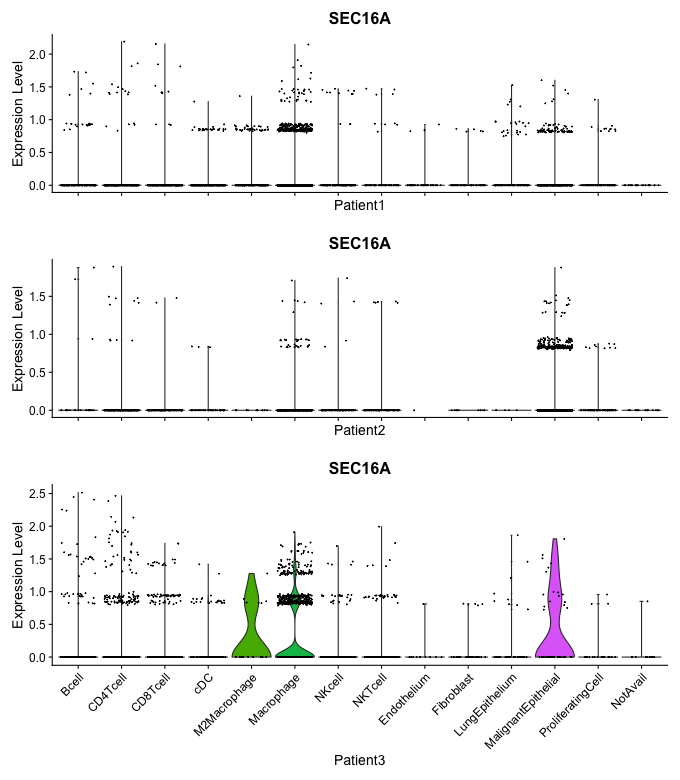 SEC16A
Expression Level
2.0
1.5
1.0
0.5
0.0
Patient1
SEC16A
Expression Level
1.5
1.0
0.5
0.0
Patient2
SEC16A
Expression Level
2.5
2.0
1.5
1.0
0.5
0.0
Bcell
CD4Tcell
CD8Tcell
cDC
M2Macrophage
Macrophage
NKcell
NKTcell
Endothelium
Fibroblast
LungEpithelium
MalignantEpithelial
ProliferatingCell
NotAvail
Patient3